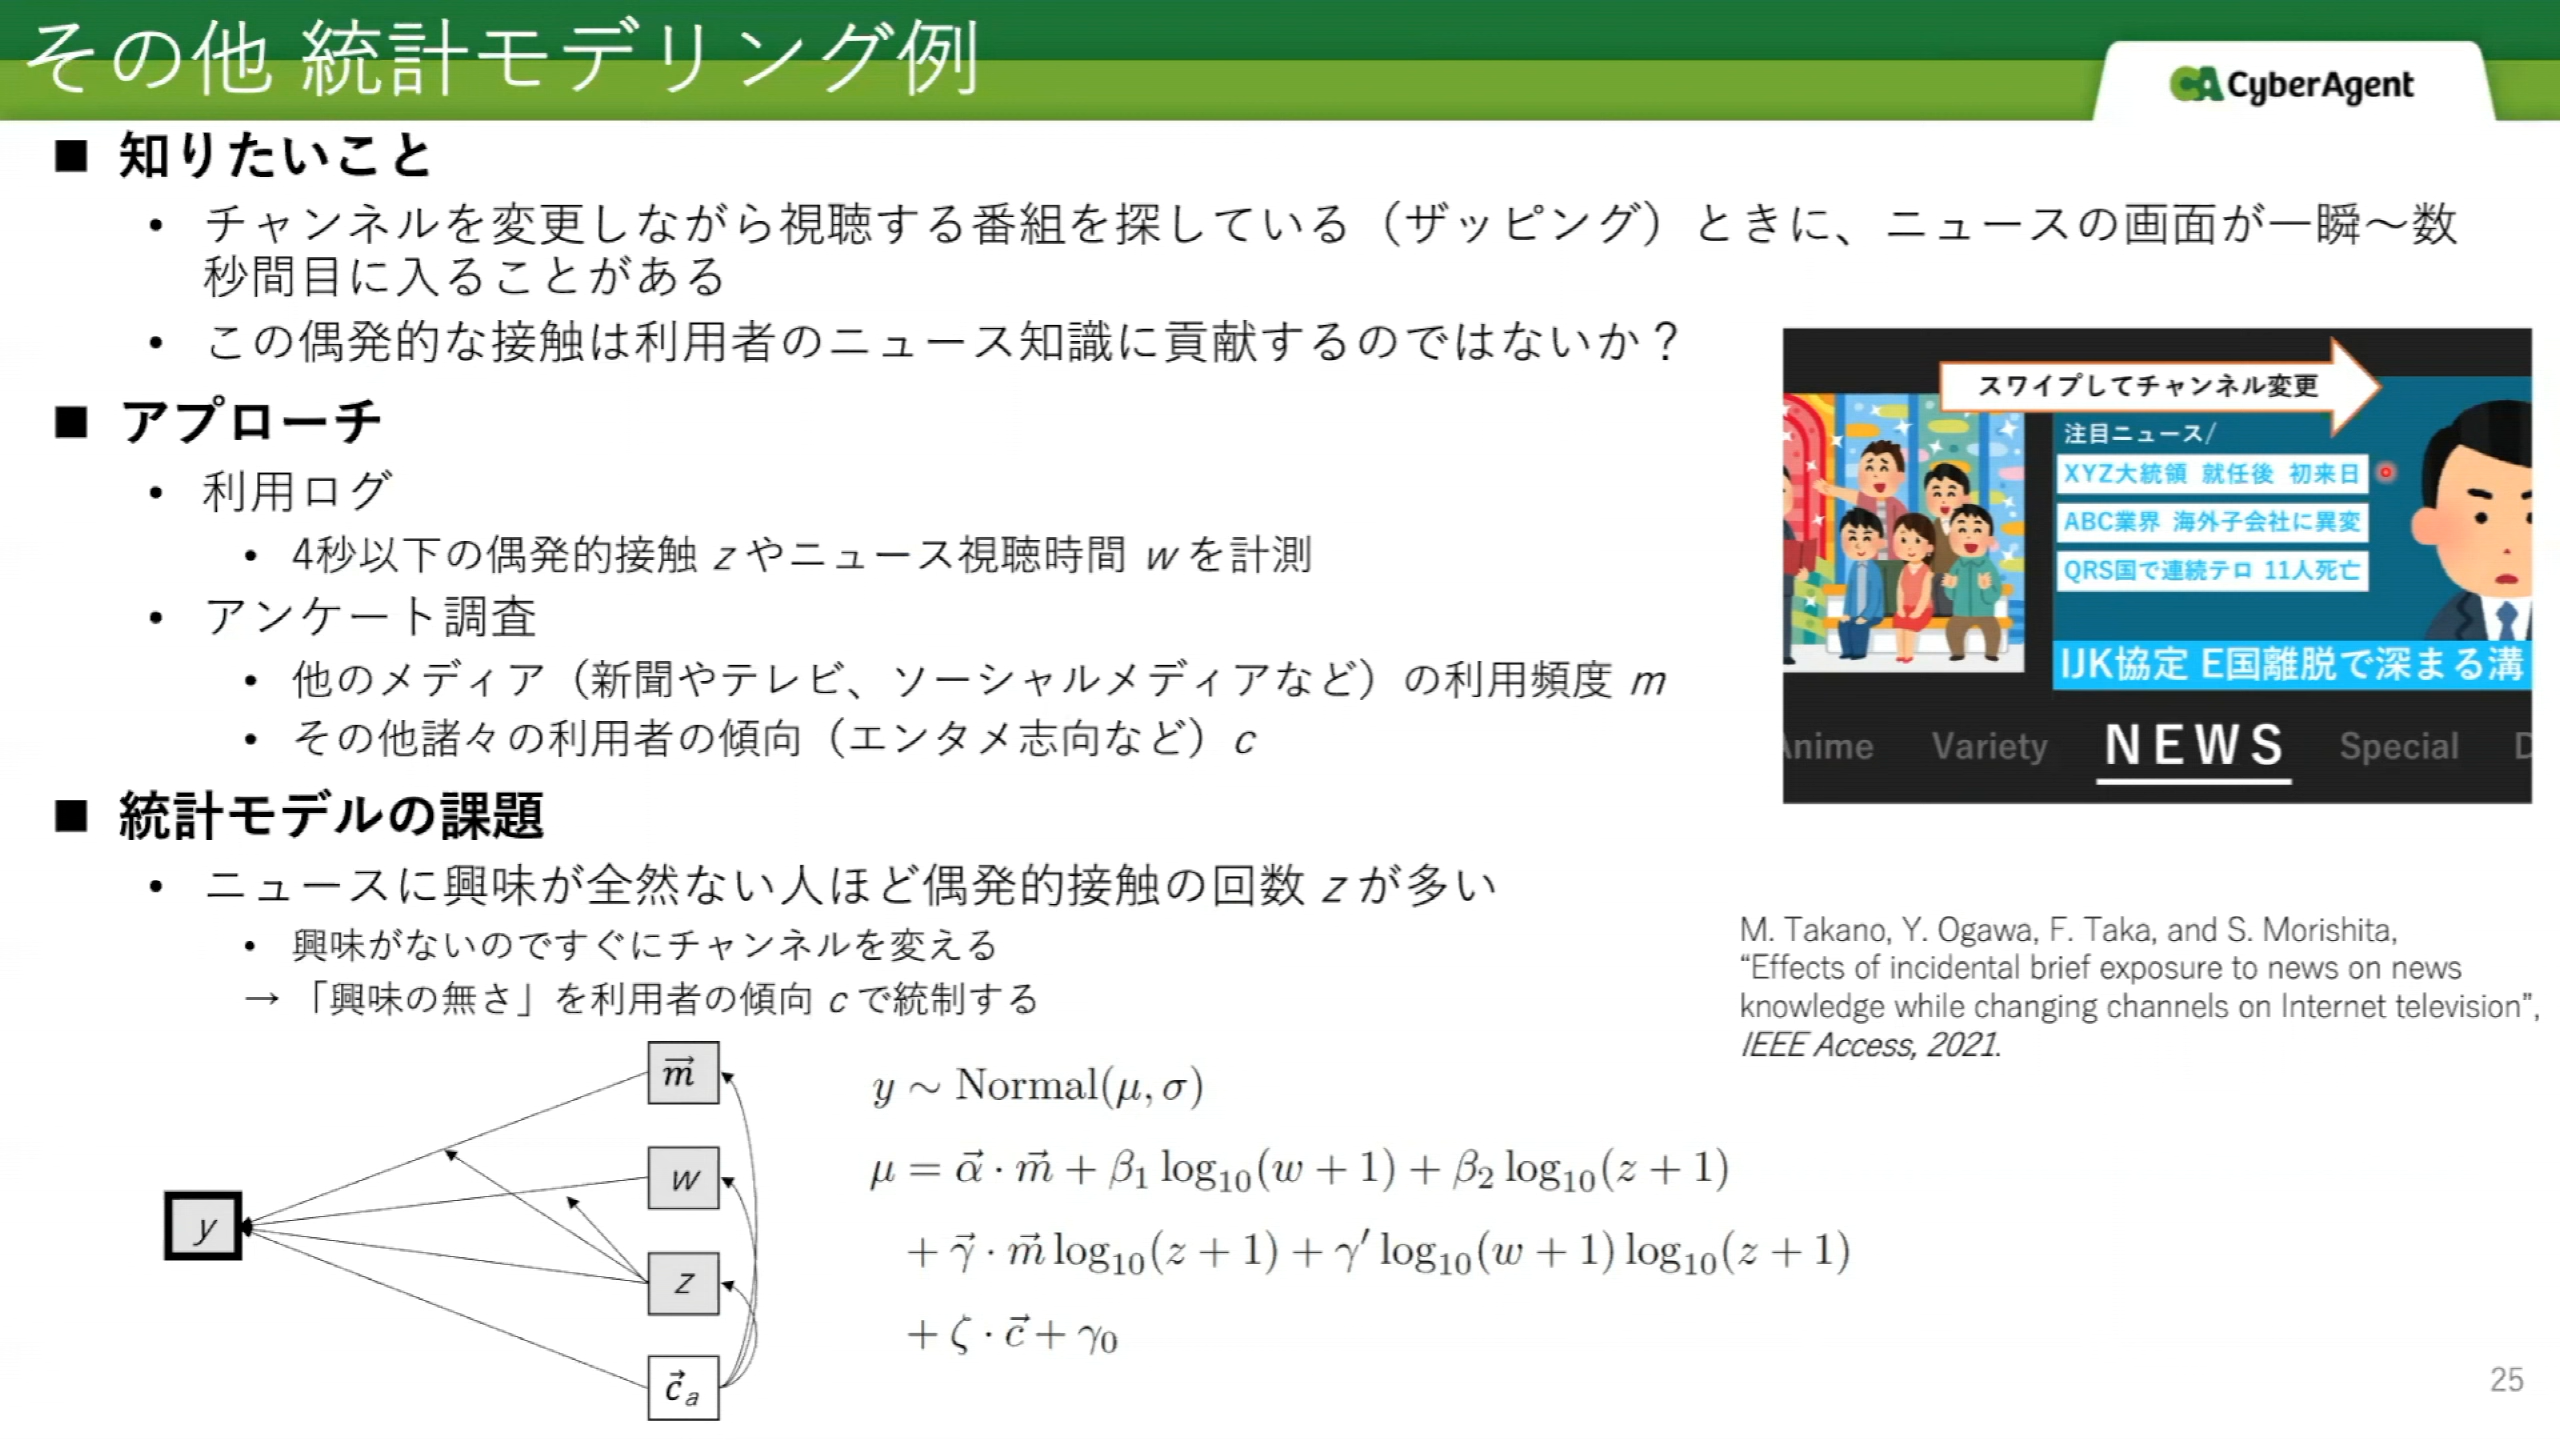 その他 統計モデリング例
CyberAgent
■ 知りたいこと
• チャンネルを変更しながら視聴する番組を探している（ザッピング）ときに、ニュースの画面が一瞬～数
秒間目に入ることがある
• この偶発的な接触は利用者のニュース知識に貢献するのではないか？
■ アプローチ
• 利用ログ
• 4秒以下の偶発的接触 z やニュース視聴時間 w を計測
• アンケート調査
• 他のメディア（新聞やテレビ、ソーシャルメディアなど）の利用頻度 m
• その他諸々の利用者の傾向（エンタメ志向など）c
スワイプしてチャンネル変更
注目ニュース/
XYZ大統領 就任後 初来日
ABC業界 海外子会社に異変
QRS国で連続テロ 11人死亡
IJK協定 E国離脱で深まる溝
Anime Variety NEWS Special D
■ 統計モデルの課題
• ニュースに興味が全然ない人ほど偶発的接触の回数 z が多い
• 興味がないのですぐにチャンネルを変える
→ 「興味の無さ」を利用者の傾向 c で統制する
M. Takano, Y. Ogawa, F. Taka, and S. Morishita,
“Effects of incidental brief exposure to news on news
knowledge while changing channels on Internet television”,
IEEE Access, 2021.
m⃗
w
y
z
c⃗ₐ
y ∼ Normal(μ, σ)
μ = α⃗ · m⃗ + β₁ log₁₀(w + 1) + β₂ log₁₀(z + 1)
+ γ⃗ · m⃗ log₁₀(z + 1) + γ′ log₁₀(w + 1) log₁₀(z + 1)
+ ζ · c⃗ + γ₀
25